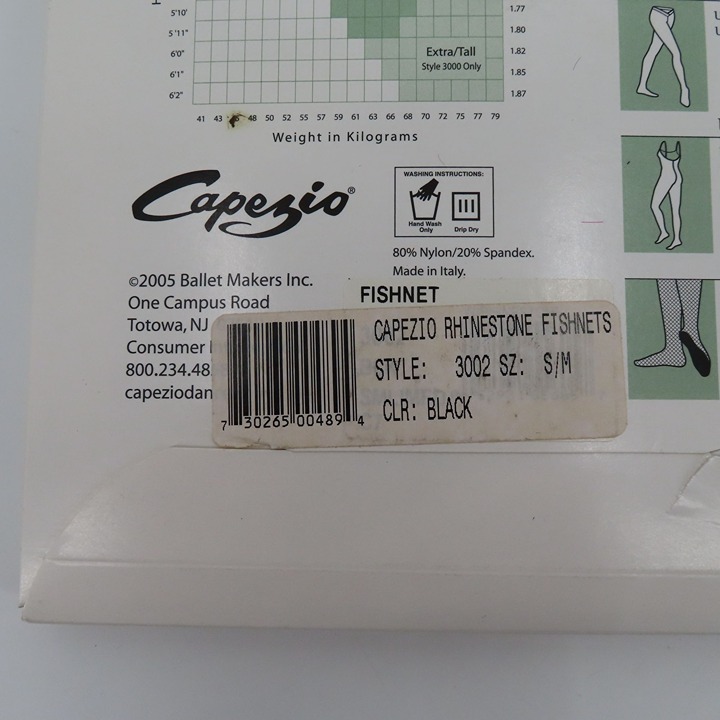 5'10' 1.77
5'11" 1.80
6'0" Extra/Tall 1.82
Style 3000 Only
6'1" 1.85
6'2" 1.87
41 43 48 50 52 55 57 59 61 63 66 68 70 72 75 77 79
Weight in Kilograms
Capezio®
WASHING INSTRUCTIONS:
Hand Wash Only
Drip Dry
80% Nylon/20% Spandex.
Made in Italy.
©2005 Ballet Makers Inc.
One Campus Road
Totowa, NJ
Consumer
800.234.48
capeziodan
FISHNET
CAPEZIO RHINESTONE FISHNETS
STYLE: 3002 SZ: S/M
CLR: BLACK
7 30265 00489 4